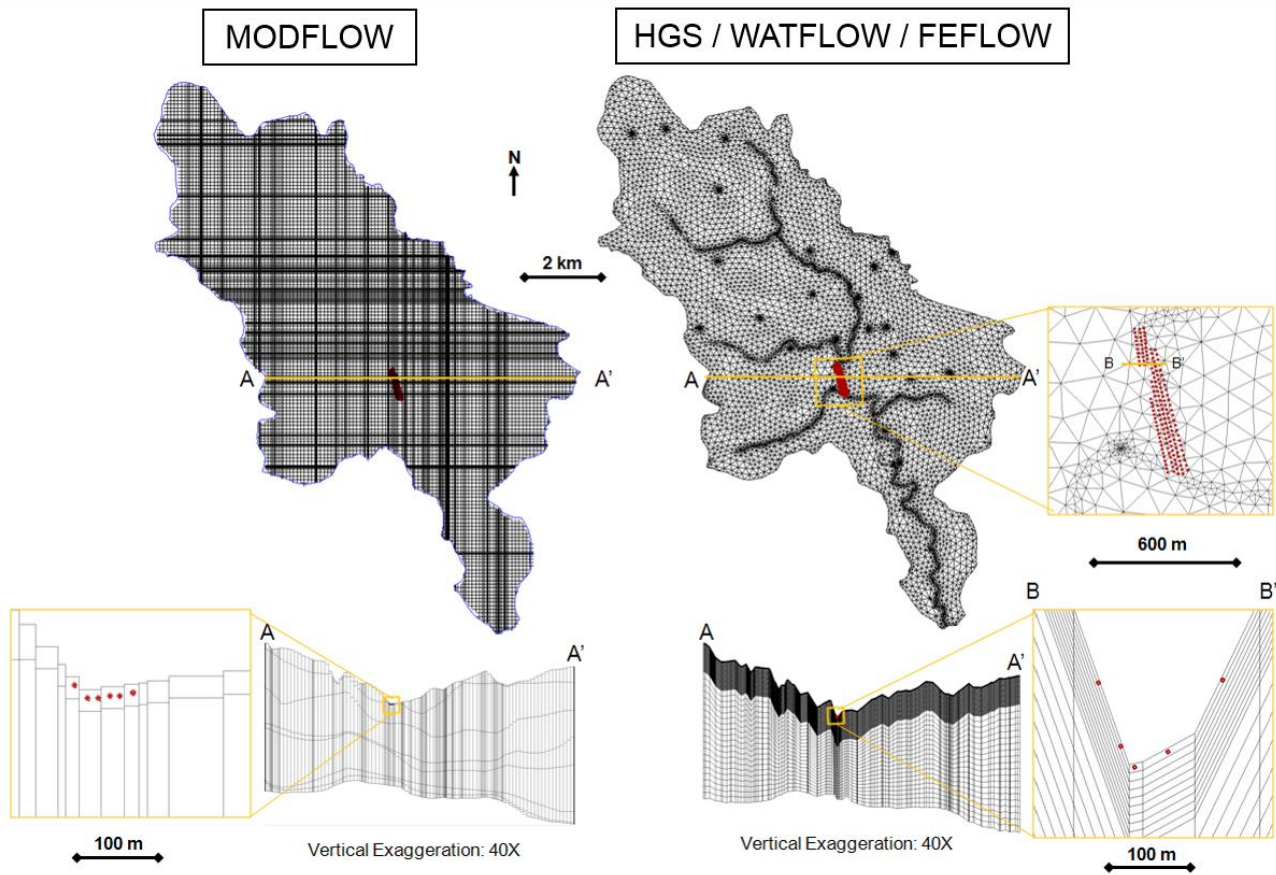 MODFLOW
HGS / WATFLOW / FEFLOW
N
2 km
A
A'
A
A'
B
B'
600 m
A
A'
100 m
Vertical Exaggeration: 40X
A
A'
Vertical Exaggeration: 40X
B
B'
100 m